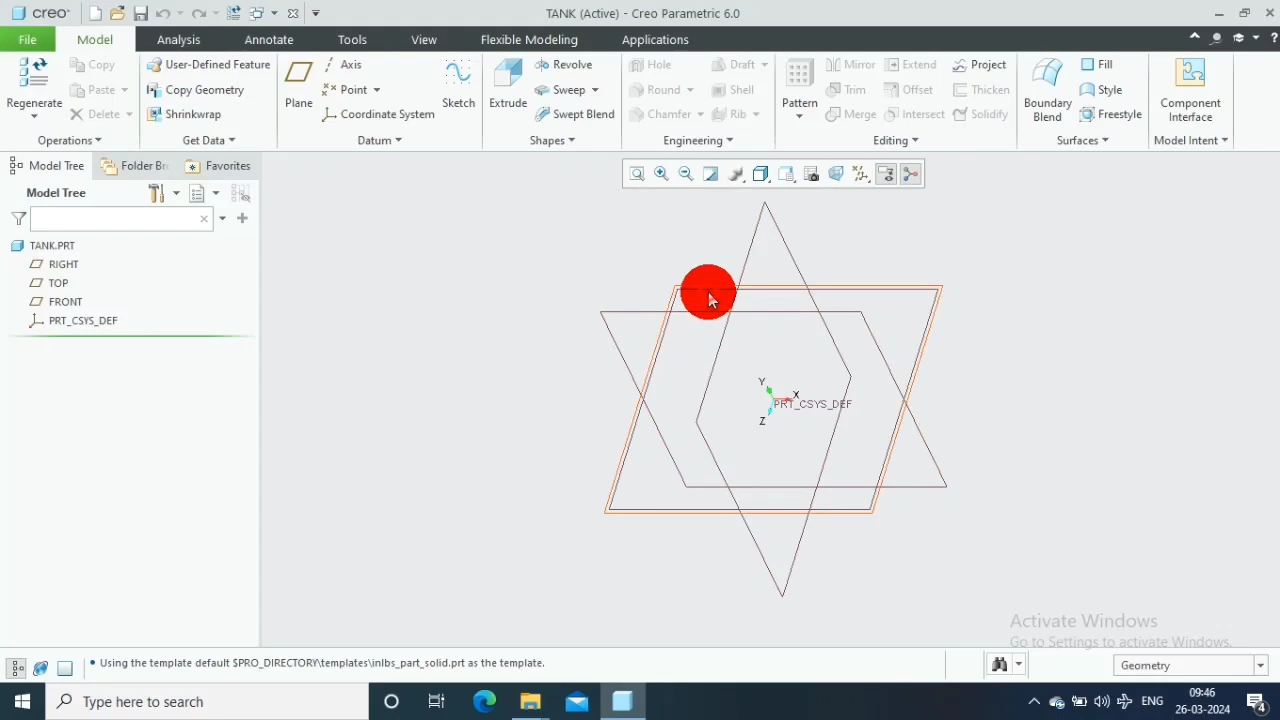 creo
TANK (Active) - Creo Parametric 6.0
File Model Analysis Annotate Tools View Flexible Modeling Applications
Regenerate
Copy
Paste
Delete
User-Defined Feature
Copy Geometry
Shrinkwrap
Plane
Axis
Point
Coordinate System
Sketch
Extrude
Revolve
Sweep
Swept Blend
Hole
Round
Chamfer
Draft
Shell
Rib
Pattern
Mirror
Trim
Merge
Extend
Offset
Intersect
Project
Thicken
Solidify
Boundary
Blend
Fill
Style
Freestyle
Component
Interface
Operations Get Data Datum Shapes Engineering Editing Surfaces Model Intent
Model Tree Folder Br Favorites
Model Tree
TANK.PRT
RIGHT
TOP
FRONT
PRT_CSYS_DEF
Y
X
PRT_CSYS_DEF
Z
Activate Windows
Go to Settings to activate Windows.
• Using the template default $PRO_DIRECTORY\templates\inlbs_part_solid.prt as the template.
Geometry
Type here to search
ENG
09:46
26-03-2024
4